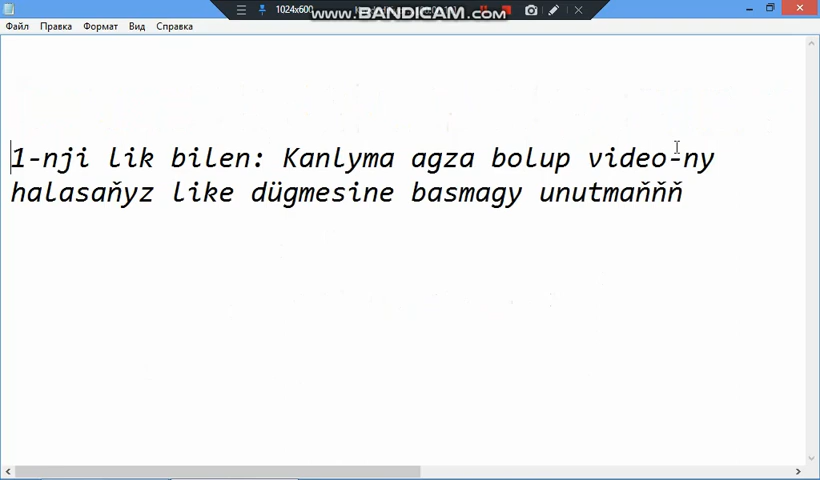 1024x600
www.BANDICAM.com
Файл Правка Формат Вид Справка
1-nji lik bilen: Kanlyma agza bolup video-ny
halasaňyz like dügmesine basmagy unutmaňňň